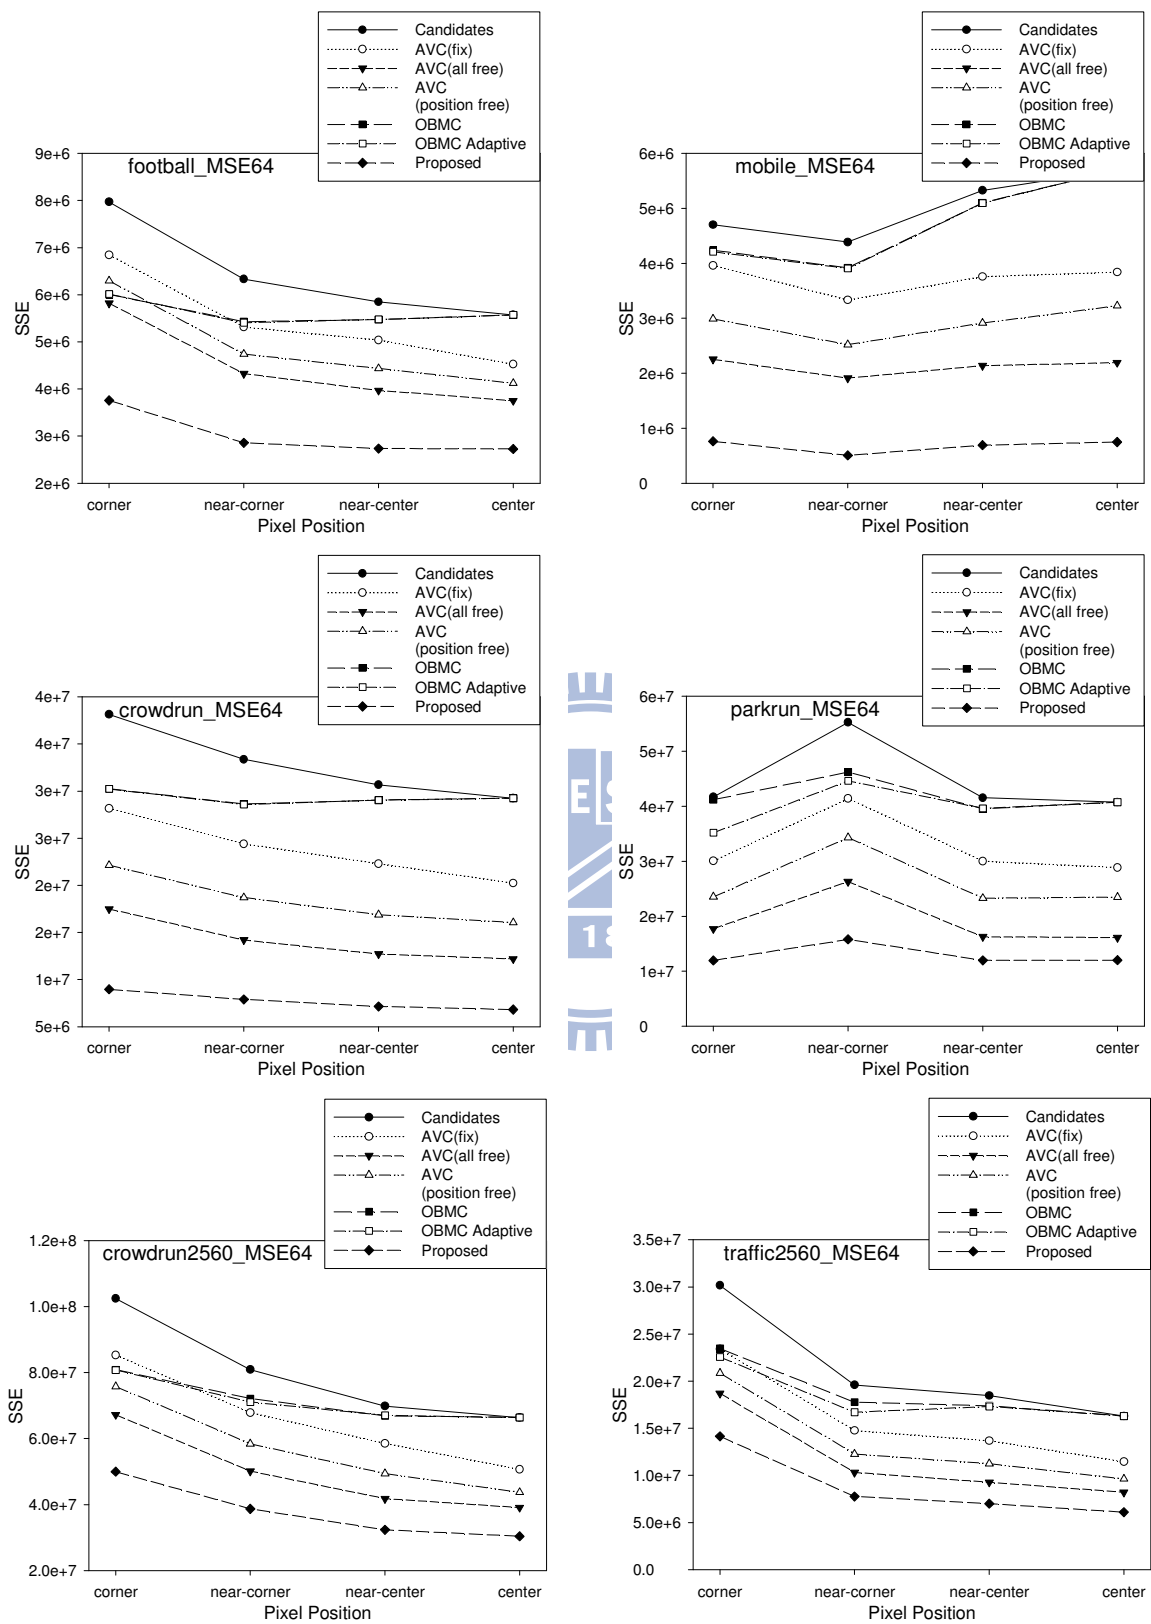 Candidates
AVC(fix)
AVC(all free)
AVC
(position free)
OBMC
OBMC Adaptive
Proposed
football_MSE64
9e+6
8e+6
7e+6
6e+6
5e+6
4e+6
3e+6
2e+6
SSE
corner near-corner near-center center
Pixel Position
Candidates
AVC(fix)
AVC(all free)
AVC
(position free)
OBMC
OBMC Adaptive
Proposed
mobile_MSE64
6e+6
5e+6
4e+6
3e+6
2e+6
1e+6
0
SSE
corner near-corner near-center center
Pixel Position
Candidates
AVC(fix)
AVC(all free)
AVC
(position free)
OBMC
OBMC Adaptive
Proposed
crowdrun_MSE64
4e+7
4e+7
3e+7
3e+7
2e+7
2e+7
1e+7
5e+6
SSE
corner near-corner near-center center
Pixel Position
E S
18
Candidates
AVC(fix)
AVC(all free)
AVC
(position free)
OBMC
OBMC Adaptive
Proposed
parkrun_MSE64
6e+7
5e+7
4e+7
3e+7
2e+7
1e+7
0
SSE
corner near-corner near-center center
Pixel Position
Candidates
AVC(fix)
AVC(all free)
AVC
(position free)
OBMC
OBMC Adaptive
Proposed
crowdrun2560_MSE64
1.2e+8
1.0e+8
8.0e+7
6.0e+7
4.0e+7
2.0e+7
SSE
corner near-corner near-center center
Pixel Position
Candidates
AVC(fix)
AVC(all free)
AVC
(position free)
OBMC
OBMC Adaptive
Proposed
traffic2560_MSE64
3.5e+7
3.0e+7
2.5e+7
2.0e+7
1.5e+7
1.0e+7
5.0e+6
0.0
SSE
corner near-corner near-center center
Pixel Position